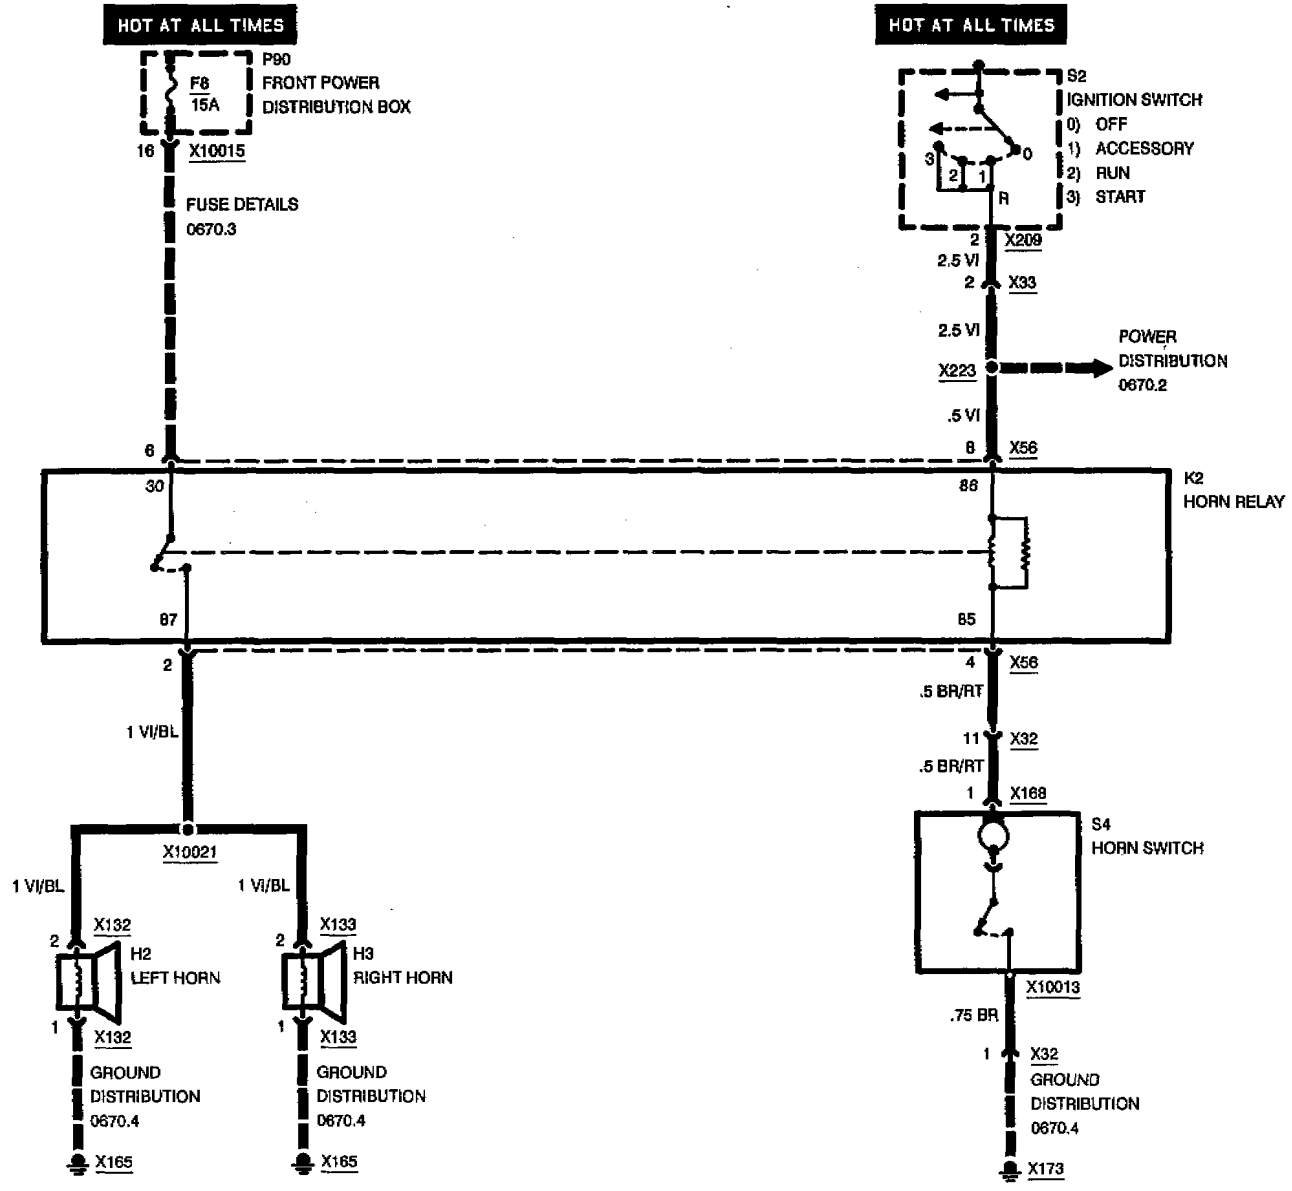 HOT AT ALL TIMES
HOT AT ALL TIMES
P90
FRONT POWER
DISTRIBUTION BOX
F8
15A
16
X10015
FUSE DETAILS
0670.3
S2
IGNITION SWITCH
0) OFF
1) ACCESSORY
2) RUN
3) START
3
2
1
0
R
2
X209
2.5 VI
2
X33
2.5 VI
X223
POWER
DISTRIBUTION
0670.2
.5 VI
6
8
X56
30
86
K2
HORN RELAY
87
85
2
4
X56
.5 BR/RT
1 VI/BL
11
X32
.5 BR/RT
1
X168
X10021
S4
HORN SWITCH
1 VI/BL
1 VI/BL
X132
2
H2
LEFT HORN
X133
2
H3
RIGHT HORN
X10013
.75 BR
1
X132
1
X133
1
X32
GROUND
DISTRIBUTION
0670.4
GROUND
DISTRIBUTION
0670.4
GROUND
DISTRIBUTION
0670.4
X165
X165
X173